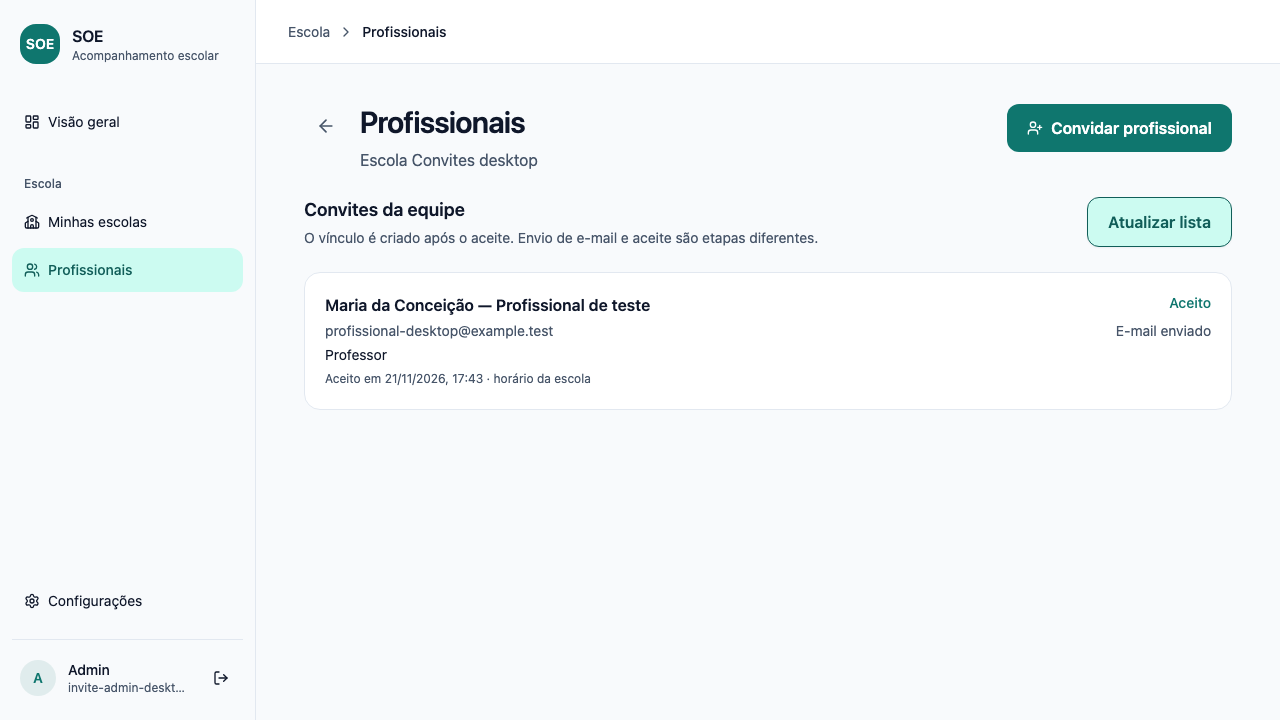 SOE
SOE
Acompanhamento escolar
Visão geral
Escola
Minhas escolas
Profissionais
Configurações
A
Admin
invite-admin-deskt...
Escola
Profissionais
Profissionais
Escola Convites desktop
Convidar profissional
Convites da equipe
O vínculo é criado após o aceite. Envio de e-mail e aceite são etapas diferentes.
Atualizar lista
Maria da Conceição — Profissional de teste
Aceito
profissional-desktop@example.test
E-mail enviado
Professor
Aceito em 21/11/2026, 17:43 · horário da escola